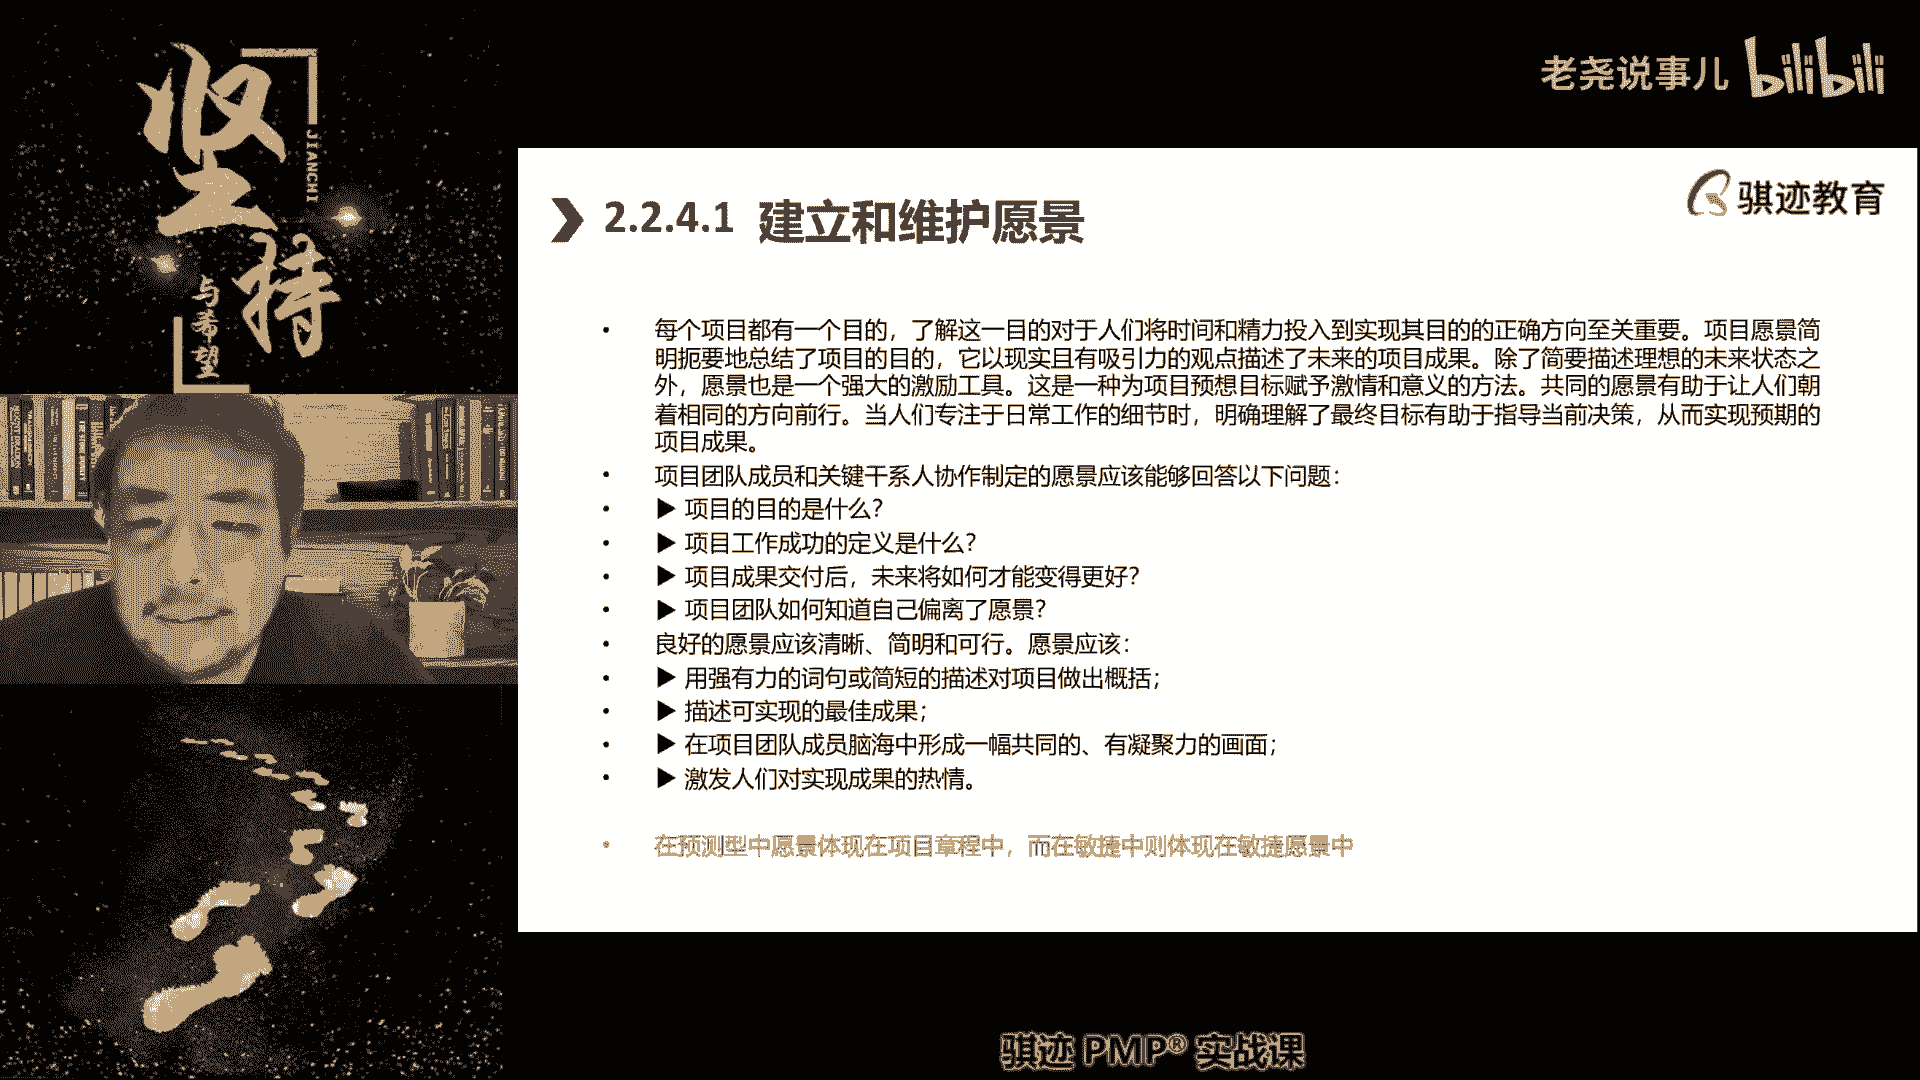 坚持
JIANCHI
与希望
老尧说事儿 bilibili
骐迹教育
2.2.4.1 建立和维护愿景
• 每个项目都有一个目的，了解这一目的对于人们将时间和精力投入到实现其目的的正确方向至关重要。项目愿景简
明扼要地总结了项目的目的，它以现实且有吸引力的观点描述了未来的项目成果。除了简要描述理想的未来状态之
外，愿景也是一个强大的激励工具。这是一种为项目预想目标赋予激情和意义的方法。共同的愿景有助于让人们朝
着相同的方向前行。当人们专注于日常工作的细节时，明确理解了最终目标有助于指导当前决策，从而实现预期的
项目成果。
• 项目团队成员和关键干系人协作制定的愿景应该能够回答以下问题：
• ▶ 项目的目的是什么？
• ▶ 项目工作成功的定义是什么？
• ▶ 项目成果交付后，未来将如何才能变得更好？
• ▶ 项目团队如何知道自己偏离了愿景？
• 良好的愿景应该清晰、简明和可行。愿景应该：
• ▶ 用强有力的词句或简短的描述对项目做出概括；
• ▶ 描述可实现的最佳成果；
• ▶ 在项目团队成员脑海中形成一幅共同的、有凝聚力的画面；
• ▶ 激发人们对实现成果的热情。
• 在预测型中愿景体现在项目章程中，而在敏捷中则体现在敏捷愿景中
骐迹 PMP® 实战课